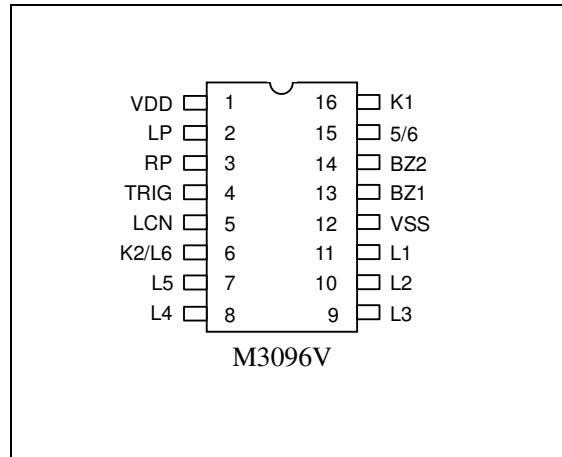 VDD 1 16 K1
LP 2 15 5/6
RP 3 14 BZ2
TRIG 4 13 BZ1
LCN 5 12 VSS
K2/L6 6 11 L1
L5 7 10 L2
L4 8 9 L3
M3096V